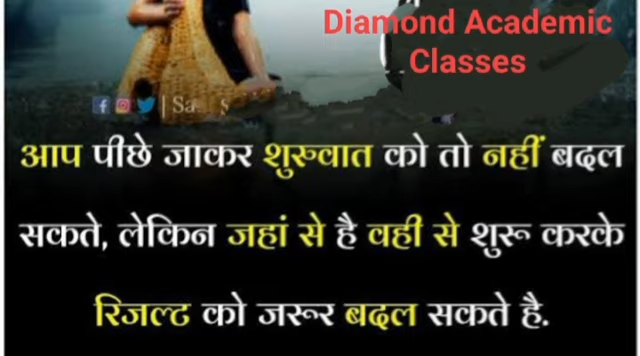 Diamond Academic
Classes
आप पीछे जाकर शुरुवात को तो नहीं बदल
सकते, लेकिन जहां से है वही से शुरू करके
रिजल्ट को जरूर बदल सकते है.